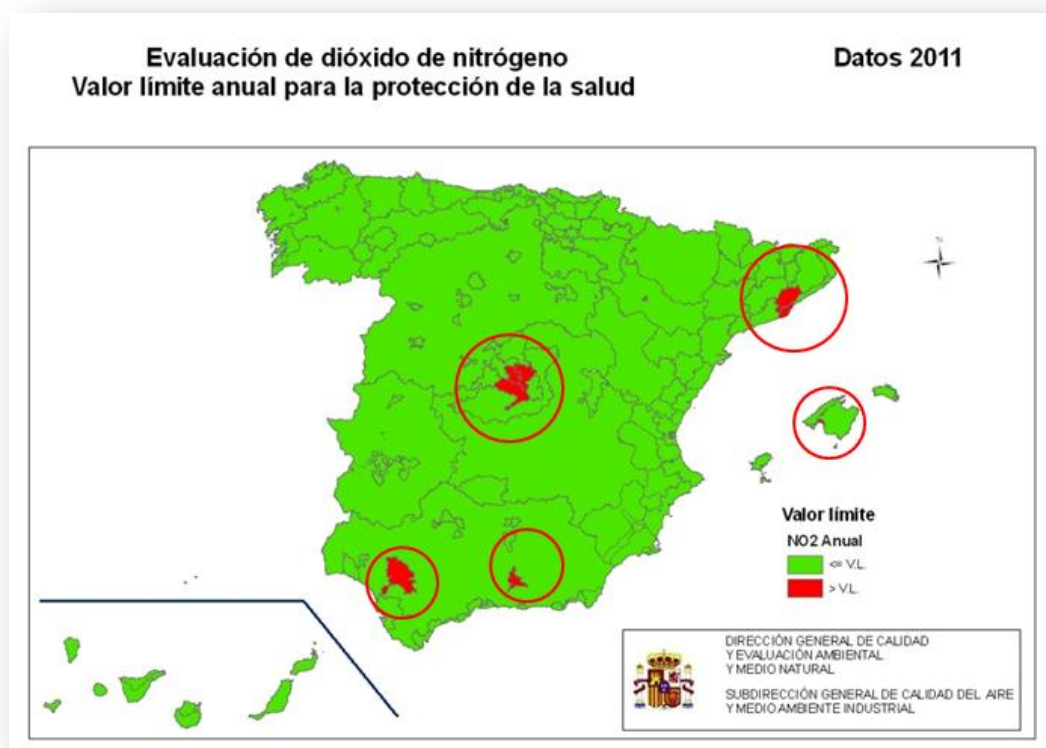 Evaluación de dióxido de nitrógeno
Valor límite anual para la protección de la salud
Datos 2011
N
Valor límite
NO2 Anual
<= V.L.
> V.L.
DIRECCIÓN GENERAL DE CALIDAD
Y EVALUACIÓN AMBIENTAL
Y MEDIO NATURAL
SUBDIRECCIÓN GENERAL DE CALIDAD DEL AIRE
Y MEDIO AMBIENTE INDUSTRIAL